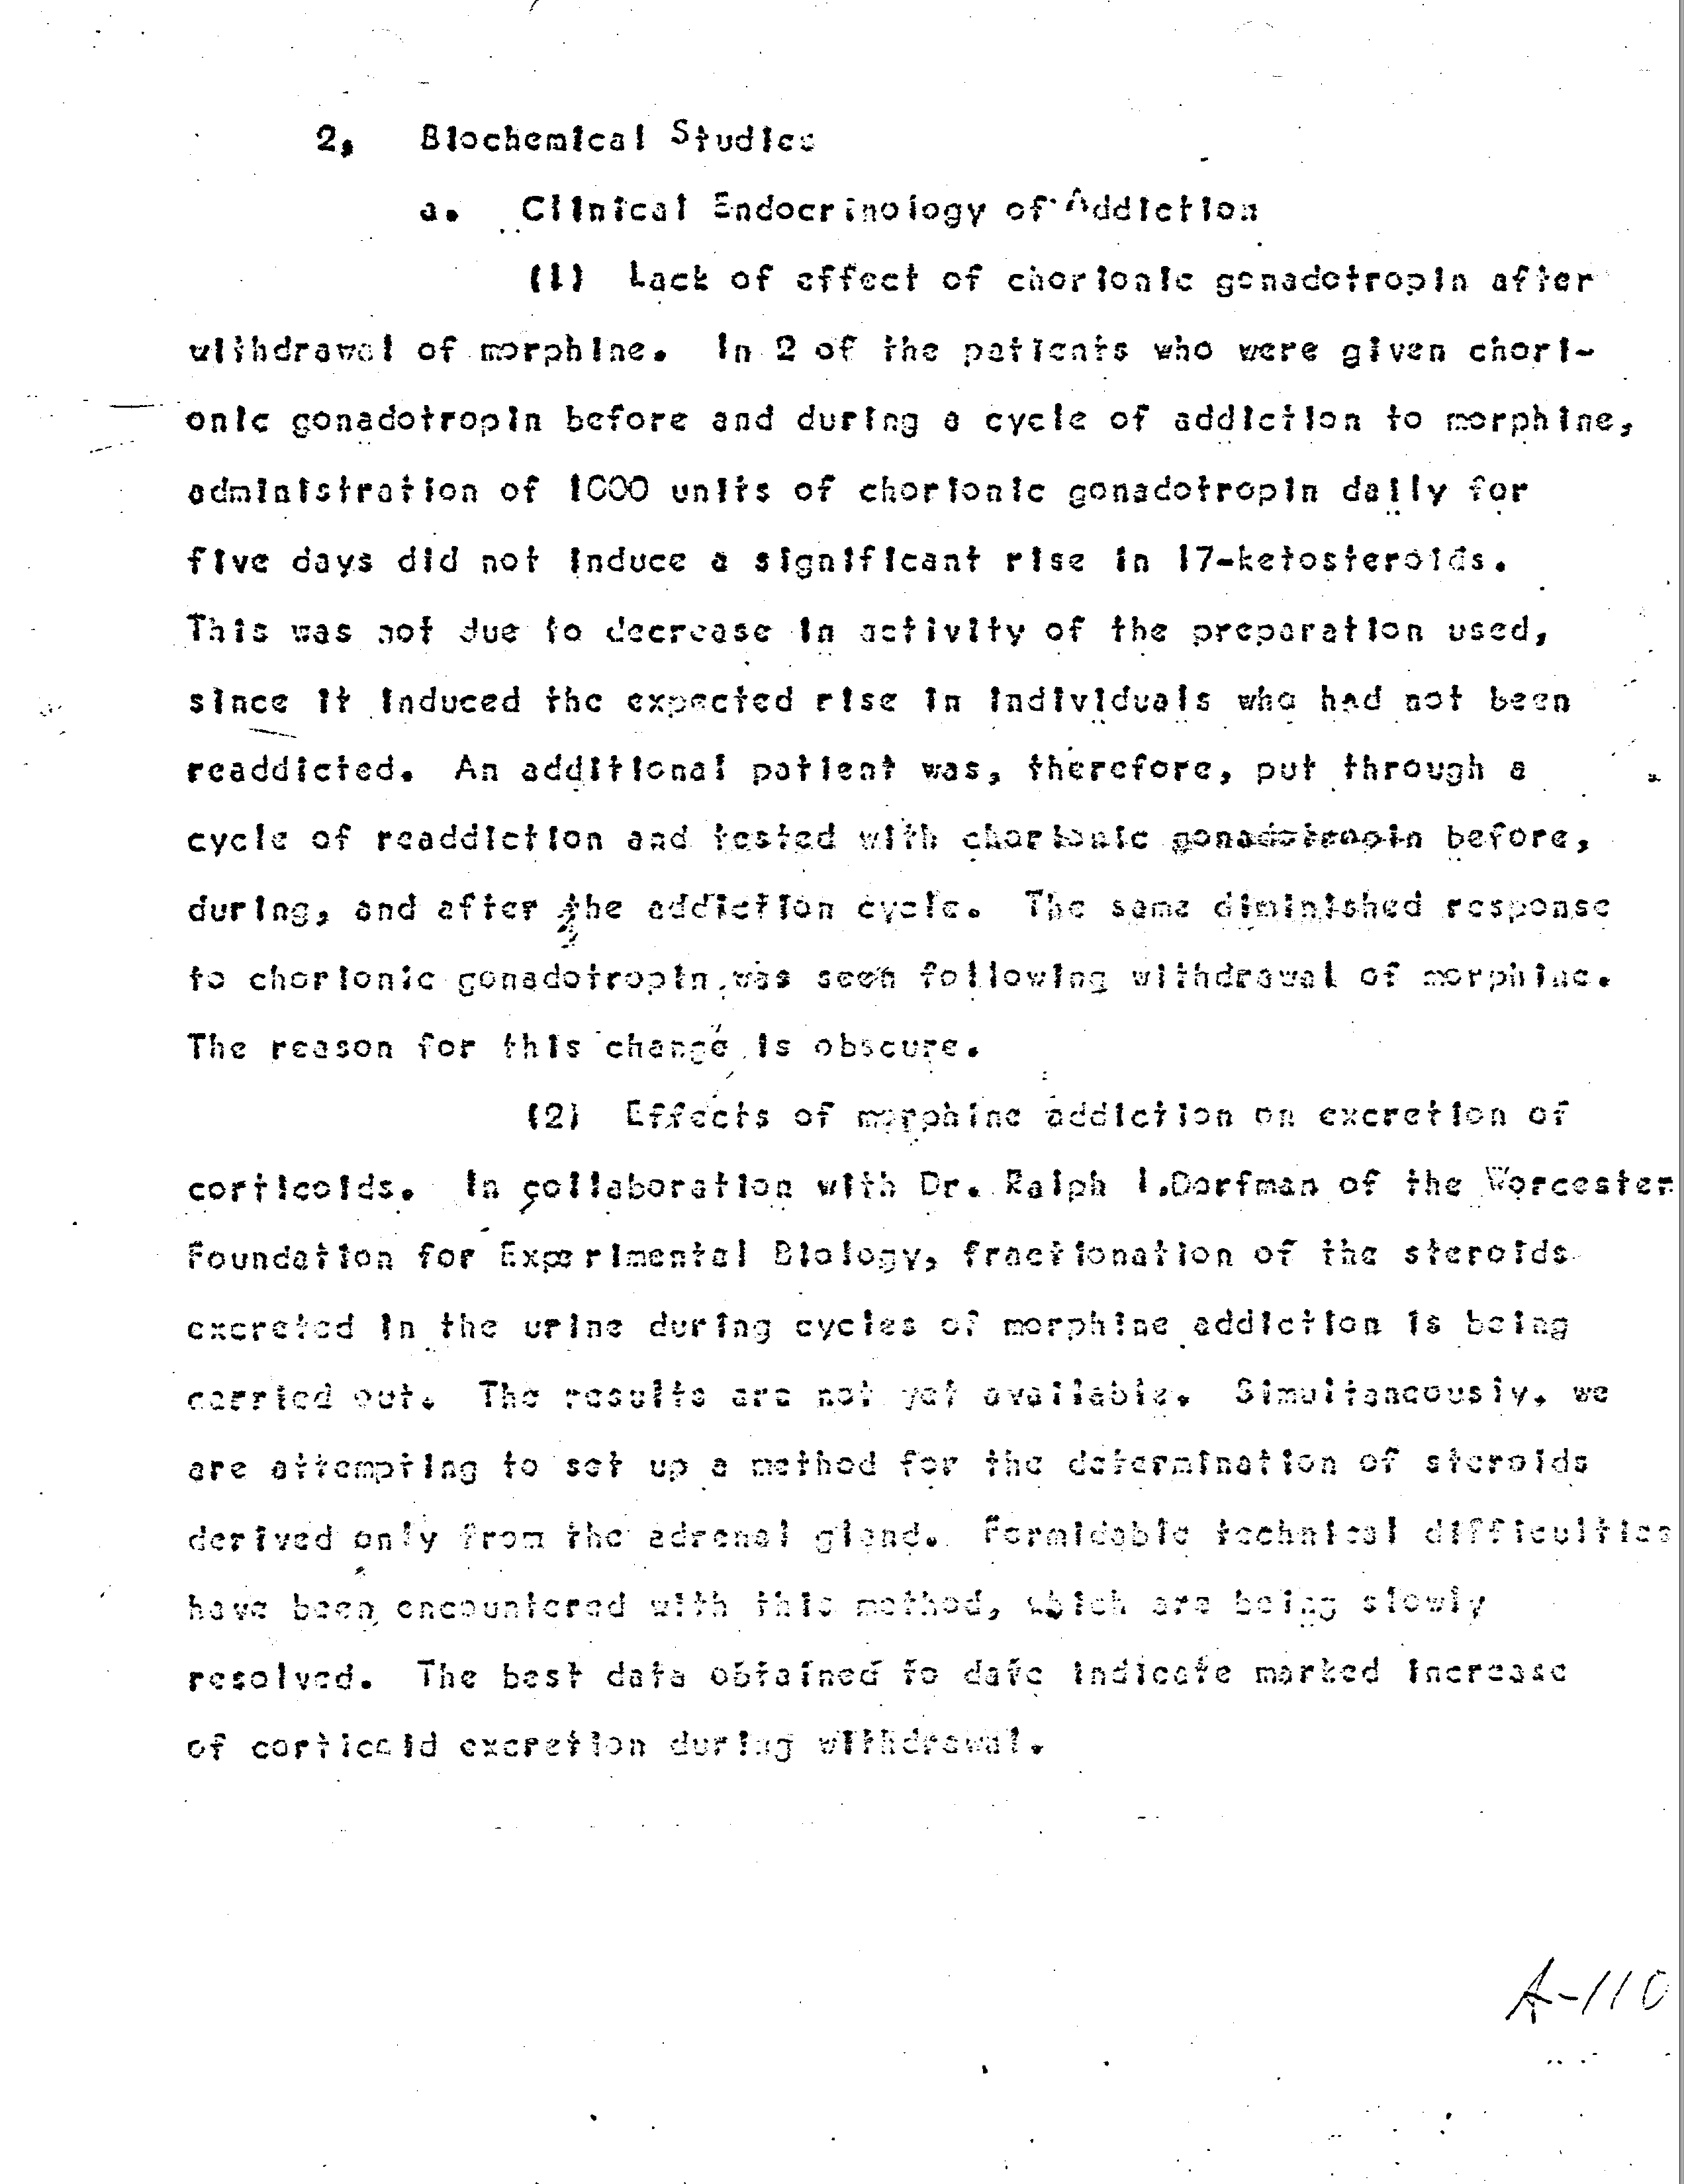 2, Biochemical Studies
a. Clinical Endocrinology of Addiction
(1) Lack of effect of chorionic gonadotropin after
withdrawal of morphine. In 2 of the patients who were given chori-
onic gonadotropin before and during a cycle of addiction to morphine,
administration of 1000 units of chorionic gonadotropin daily for
five days did not induce a significant rise in 17-ketosteroids.
This was not due to decrease in activity of the preparation used,
since it induced the expected rise in individuals who had not been
readdicted. An additional patient was, therefore, put through a
cycle of readdiction and tested with chorionic gonadotropin before,
during, and after the addiction cycle. The same diminished response
to chorionic gonadotropin was seen following withdrawal of morphine.
The reason for this change is obscure.
(2) Effects of morphine addiction on excretion of
corticoids. In collaboration with Dr. Ralph I.Dorfman of the Worcester
Foundation for Experimental Biology, fractionation of the steroids
excreted in the urine during cycles of morphine addiction is being
carried out. The results are not yet available. Simultaneously, we
are attempting to set up a method for the determination of steroids
derived only from the adrenal gland. Formidable technical difficulties
have been encountered with this method, which are being slowly
resolved. The best data obtained to date indicate marked increase
of corticoid excretion during withdrawal.
A-110